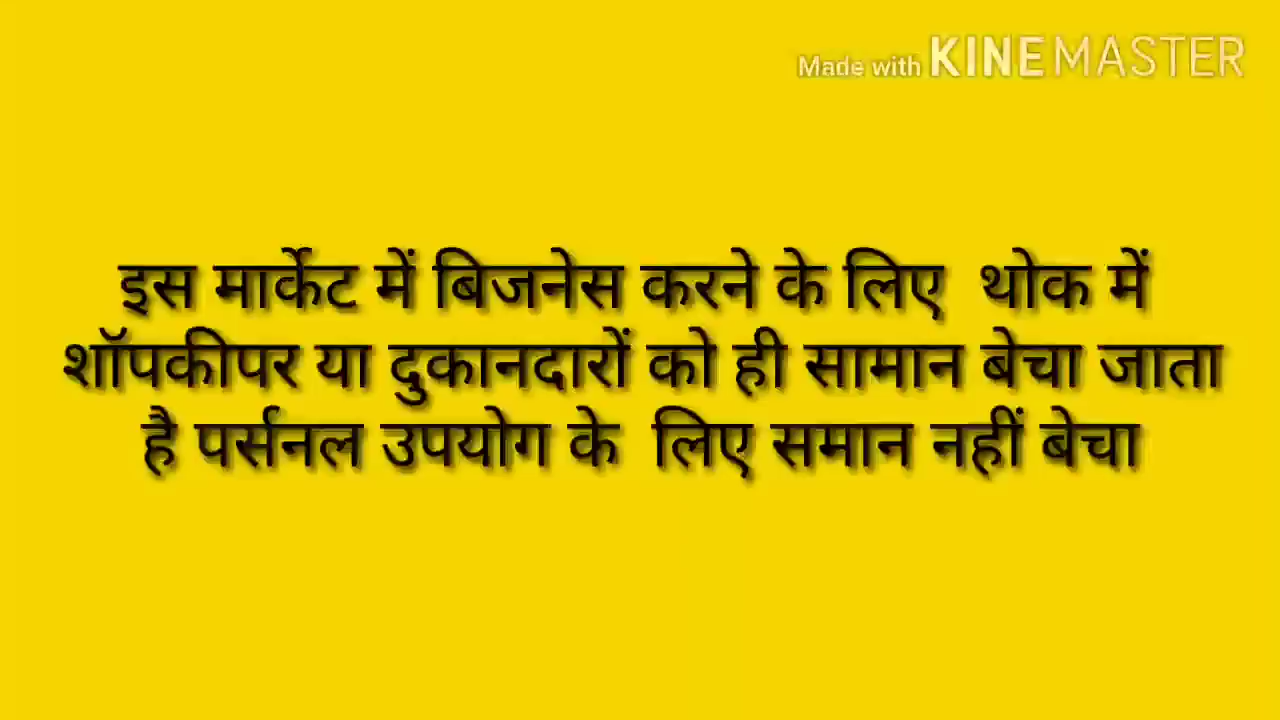 Made with KINEMASTER
इस मार्केट में बिजनेस करने के लिए थोक में
शॉपकीपर या दुकानदारों को ही सामान बेचा जाता
है पर्सनल उपयोग के लिए समान नहीं बेचा